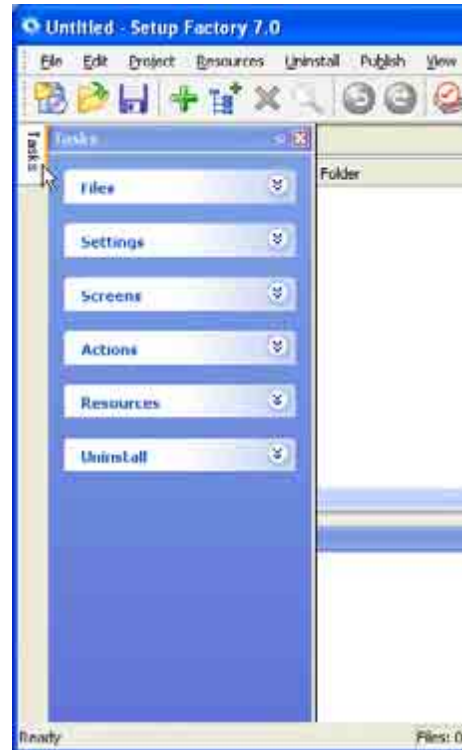 Untitled - Setup Factory 7.0
File Edit Project Resources Uninstall Publish View
Tasks
Tasks
Folder
Files
Settings
Screens
Actions
Resources
Uninstall
Ready Files: 0